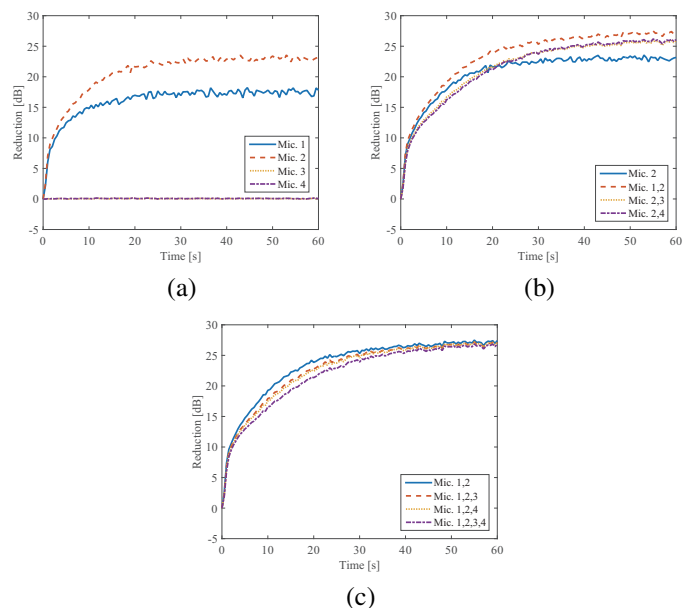 30
25
20
15
10
5
0
-5
Reduction [dB]
Mic. 1
Mic. 2
Mic. 3
Mic. 4
0 10 20 30 40 50 60
Time [s]
(a)
30
25
20
15
10
5
0
-5
Reduction [dB]
Mic. 2
Mic. 1,2
Mic. 2,3
Mic. 2,4
0 10 20 30 40 50 60
Time [s]
(b)
30
25
20
15
10
5
0
-5
Reduction [dB]
Mic. 1,2
Mic. 1,2,3
Mic. 1,2,4
Mic. 1,2,3,4
0 10 20 30 40 50 60
Time [s]
(c)